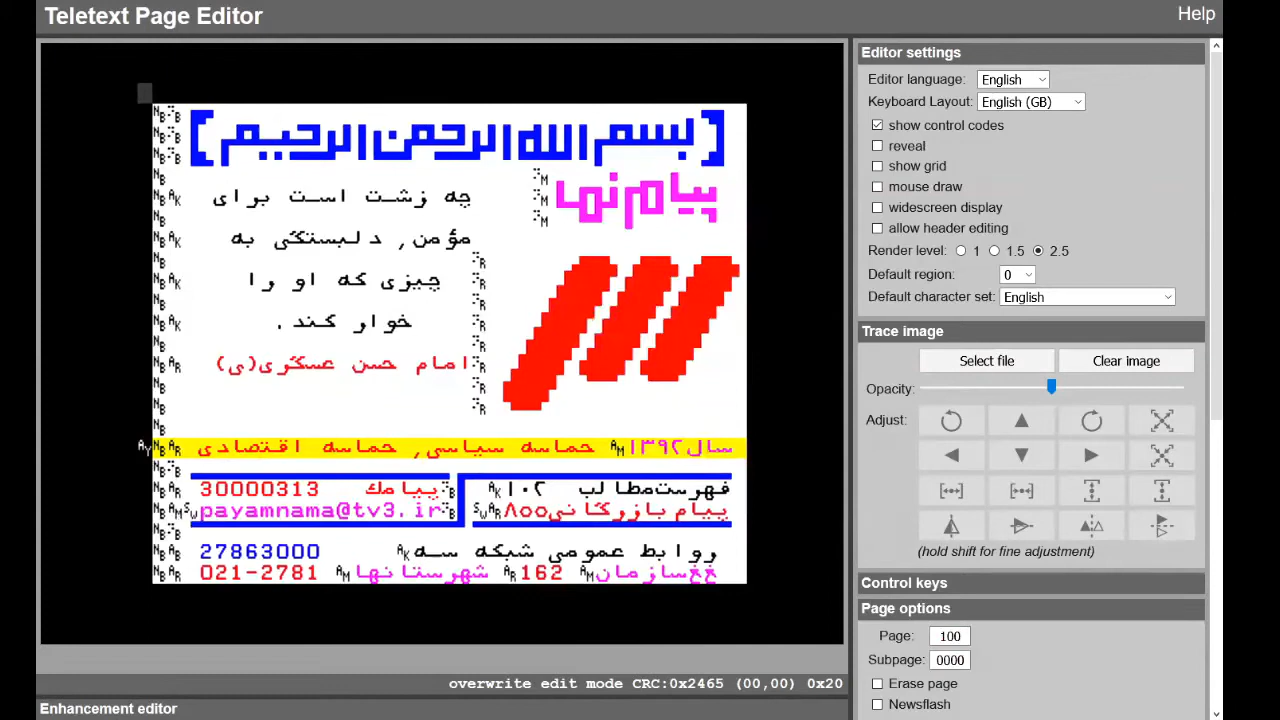 Teletext Page Editor
Help
[بسم الله الرحمن الرحیم]
پیام نما
چه زشت است برای
مؤمن, دلبستگی به
چیزی که او را
خوار کند.
امام حسن عسگری(ی)
سال۱۳۹۲ حماسه سیاسی, حماسه اقتصادی
فهرست‌مطالب ۱۰۲
پیام بازرگانی۸۰۰
پیامك 30000313
payamnama@tv3.ir
روابط عمومی شبکه سه 27863000
غ‌غ‌سازمان 162 شهرستانها 021-2781
overwrite edit mode CRC:0x2465 (00,00) 0x20
Enhancement editor
Editor settings
Editor language: English
Keyboard Layout: English (GB)
show control codes
reveal
show grid
mouse draw
widescreen display
allow header editing
Render level: 1 1.5 2.5
Default region: 0
Default character set: English
Trace image
Select file Clear image
Opacity:
Adjust:
(hold shift for fine adjustment)
Control keys
Page options
Page: 100
Subpage: 0000
Erase page
Newsflash